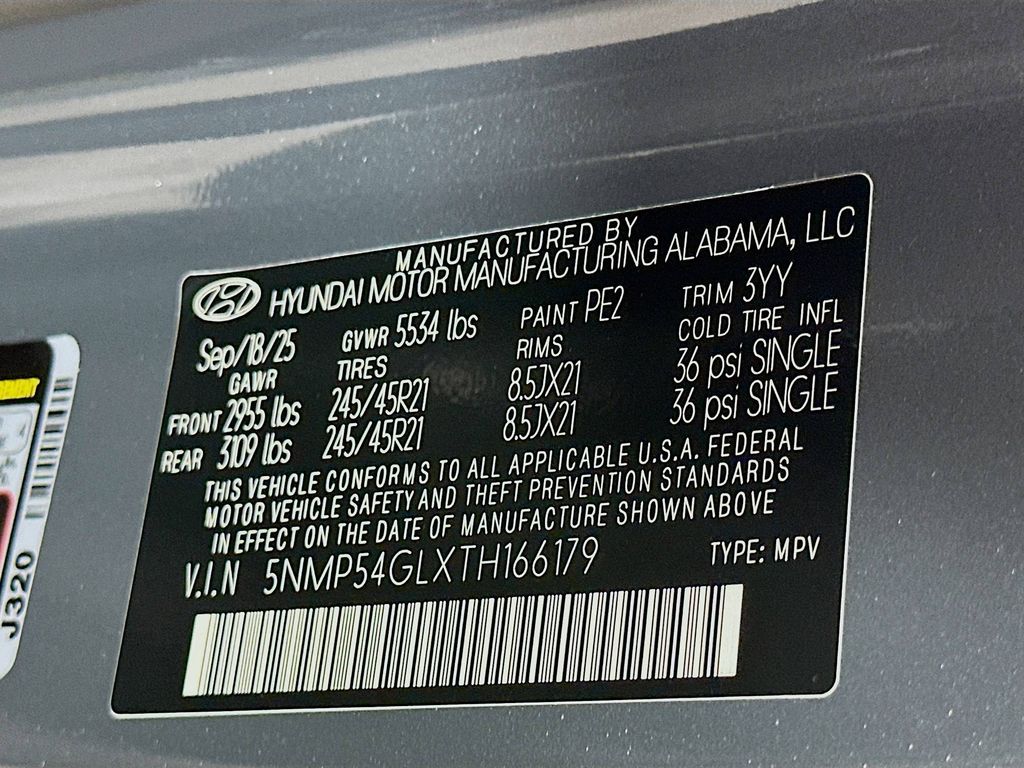 MANUFACTURED BY
HYUNDAI MOTOR MANUFACTURING ALABAMA, LLC
Sep/18/25 GVWR 5534 lbs PAINT PE2 TRIM 3YY
GAWR TIRES RIMS COLD TIRE INFL
FRONT 2955 lbs 245/45R21 8.5JX21 36 psi SINGLE
REAR 3109 lbs 245/45R21 8.5JX21 36 psi SINGLE
THIS VEHICLE CONFORMS TO ALL APPLICABLE U.S.A. FEDERAL
MOTOR VEHICLE SAFETY AND THEFT PREVENTION STANDARDS
IN EFFECT ON THE DATE OF MANUFACTURE SHOWN ABOVE
V.I.N 5NMP54GLXTH166179 TYPE: MPV
J320